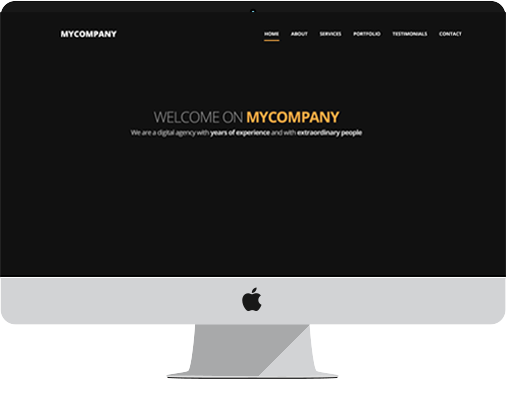 MYCOMPANY
HOME ABOUT SERVICES PORTFOLIO TESTIMONIALS CONTACT
WELCOME ON MYCOMPANY
We are a digital agency with years of experience and with extraordinary people